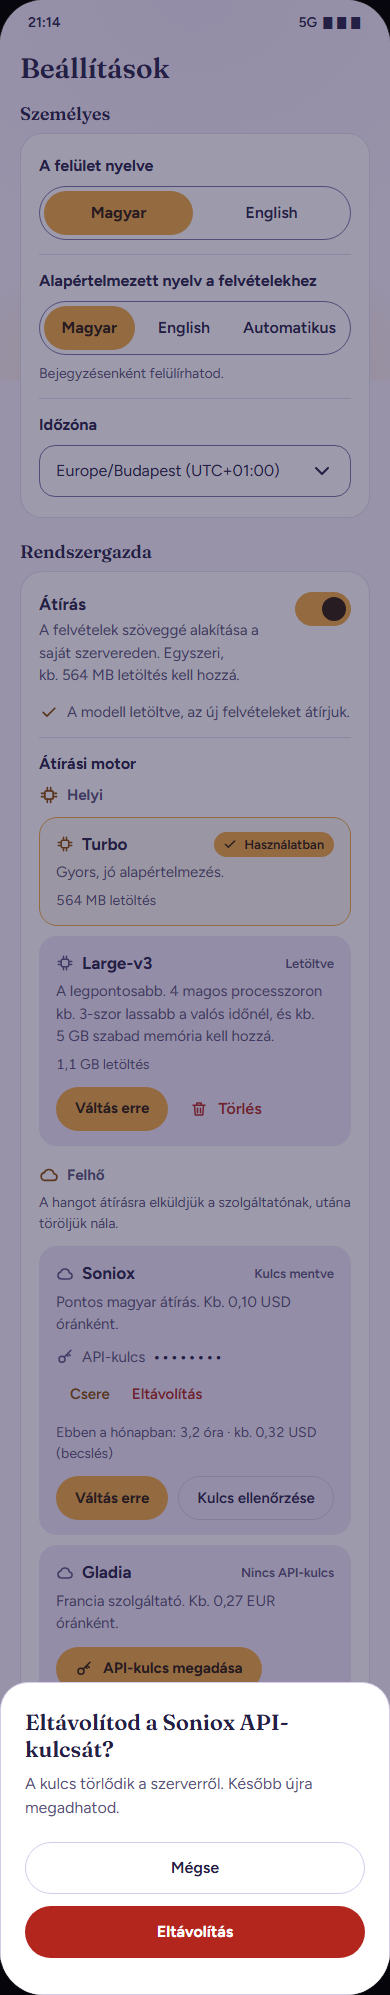 21:14
5G
Beállítások
Személyes
A felület nyelve
Magyar
English
Alapértelmezett nyelv a felvételekhez
Magyar
English
Automatikus
Bejegyzésenként felülírhatod.
Időzóna
Europe/Budapest (UTC+01:00)
Rendszergazda
Átírás
A felvételek szöveggé alakítása a
saját szervereden. Egyszeri,
kb. 564 MB letöltés kell hozzá.
A modell letöltve, az új felvételeket átírjuk.
Átírási motor
Helyi
Turbo
Használatban
Gyors, jó alapértelmezés.
564 MB letöltés
Large-v3
Letöltve
A legpontosabb. 4 magos processzoron
kb. 3-szor lassabb a valós időnél, és kb.
5 GB szabad memória kell hozzá.
1,1 GB letöltés
Váltás erre
Törlés
Felhő
A hangot átírásra elküldjük a szolgáltatónak, utána
töröljük nála.
Soniox
Kulcs mentve
Pontos magyar átírás. Kb. 0,10 USD
óránként.
API-kulcs ••••••••
Csere
Eltávolítás
Ebben a hónapban: 3,2 óra · kb. 0,32 USD
(becslés)
Váltás erre
Kulcs ellenőrzése
Gladia
Nincs API-kulcs
Francia szolgáltató. Kb. 0,27 EUR
óránként.
API-kulcs megadása
Eltávolítod a Soniox API-
kulcsát?
A kulcs törlődik a szerverről. Később újra
megadhatod.
Mégse
Eltávolítás